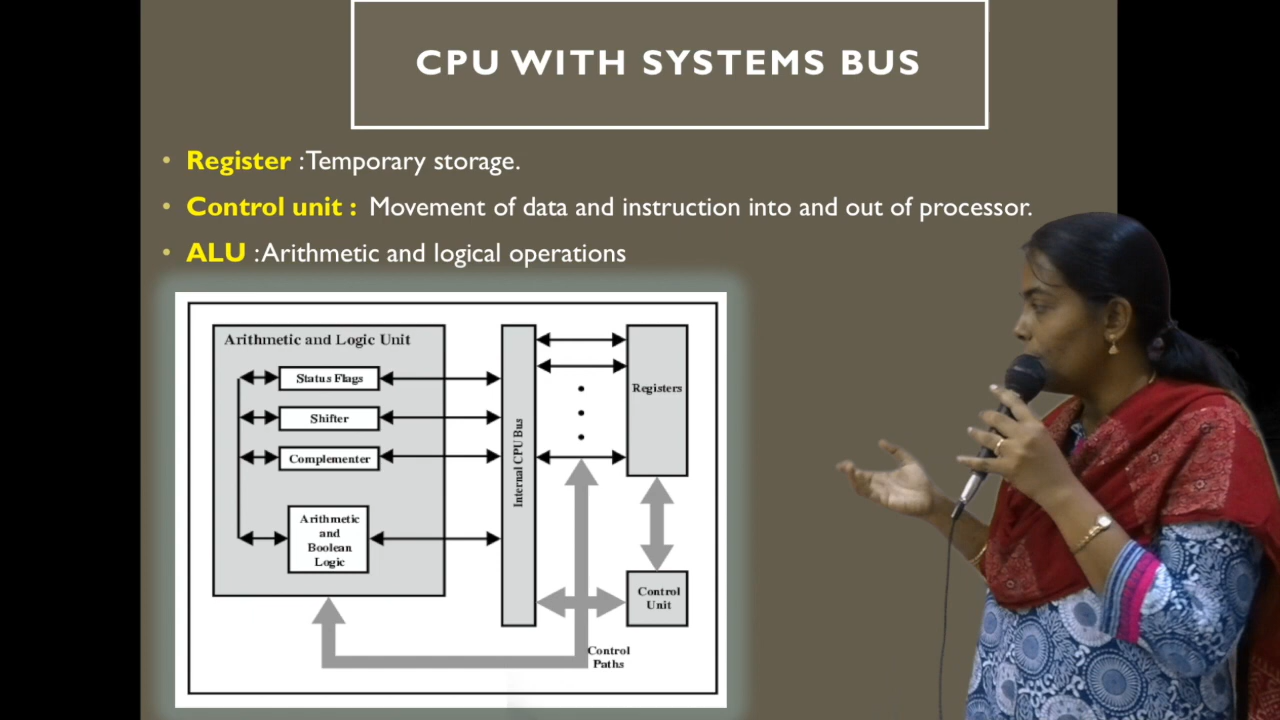 CPU WITH SYSTEMS BUS
• Register : Temporary storage.
• Control unit : Movement of data and instruction into and out of processor.
• ALU : Arithmetic and logical operations
Arithmetic and Logic Unit
Status Flags
Shifter
Complementer
Arithmetic
and
Boolean
Logic
Internal CPU Bus
Registers
Control
Unit
Control
Paths